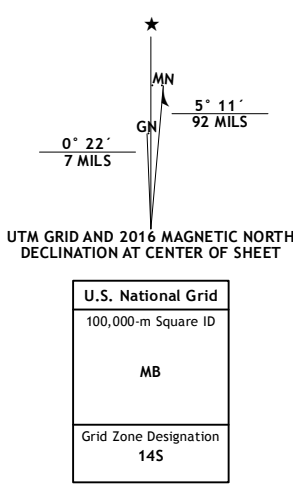 ★
MN
5° 11´
92 MILS
GN
0° 22´
7 MILS
UTM GRID AND 2016 MAGNETIC NORTH
DECLINATION AT CENTER OF SHEET
U.S. National Grid
100,000-m Square ID
MB
Grid Zone Designation
14S